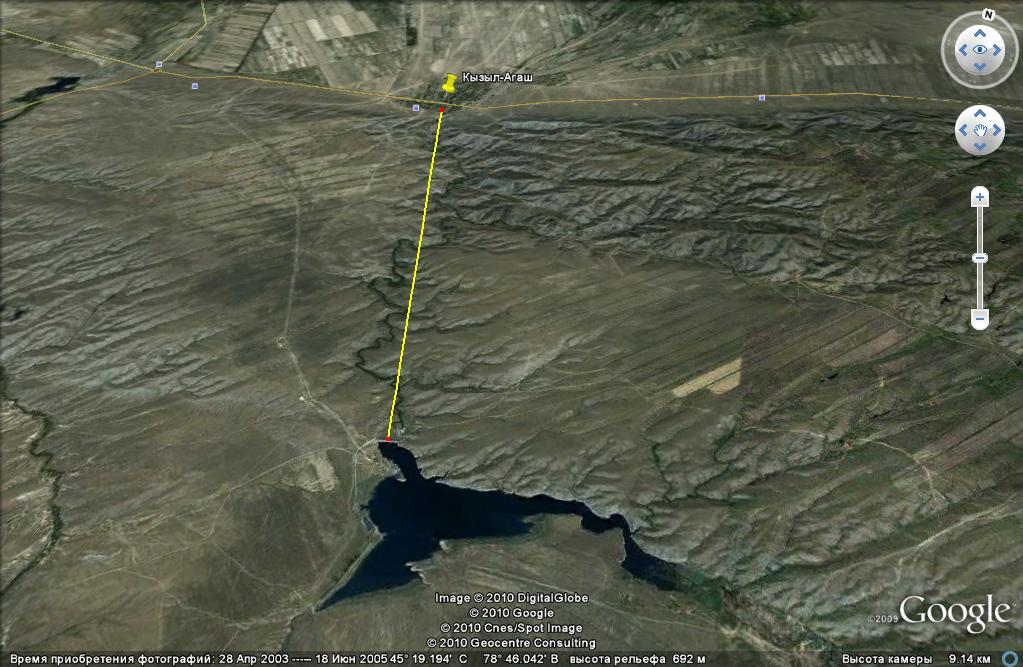 N
Кызыл-Агаш
Image © 2010 DigitalGlobe
© 2010 Google
© 2010 Cnes/Spot Image
© 2010 Geocentre Consulting
©2009 Google
Время приобретения фотографий: 28 Апр 2003 ---– 18 Июн 2005 45° 19.194' С 78° 46.042' В высота рельефа 692 м Высота камеры 9.14 км